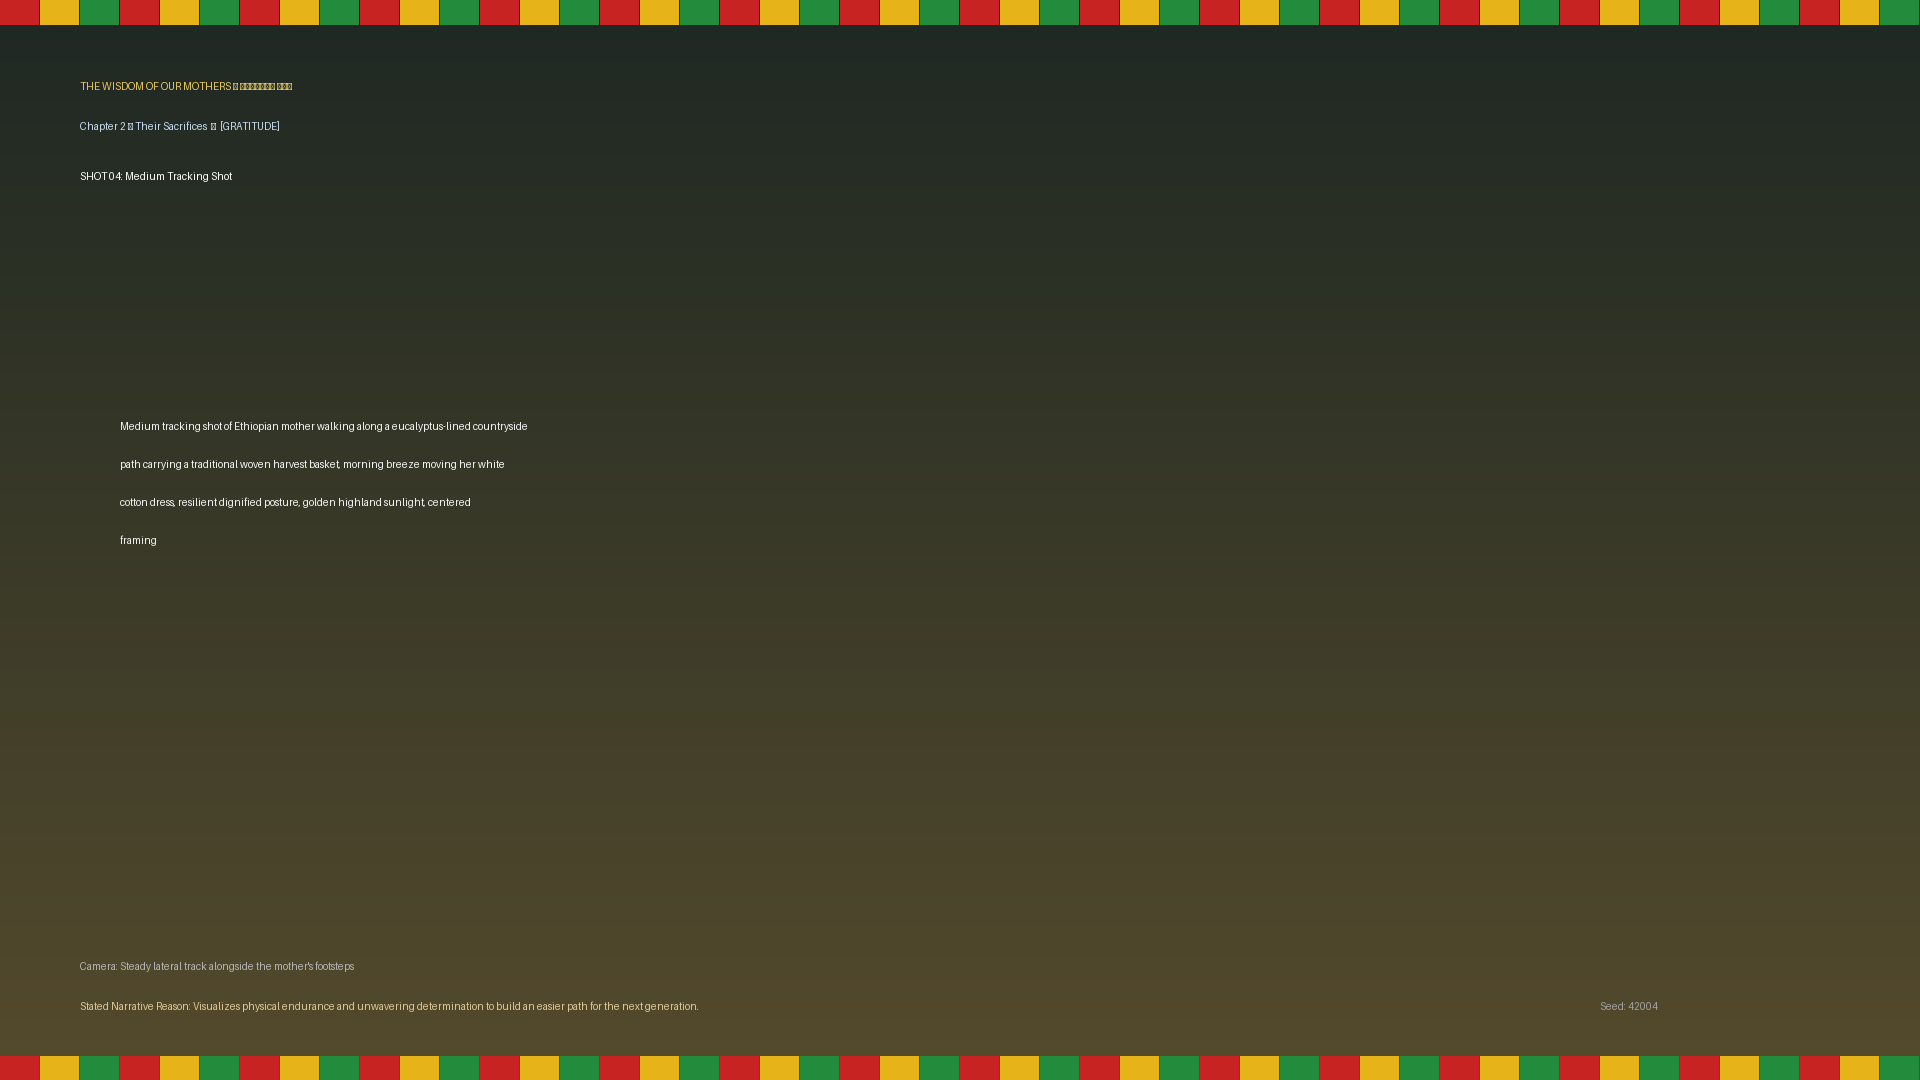 THE WISDOM OF OUR MOTHERS
Chapter 2 Their Sacrifices [GRATITUDE]
SHOT 04: Medium Tracking Shot
Medium tracking shot of Ethiopian mother walking along a eucalyptus-lined countryside
path carrying a traditional woven harvest basket, morning breeze moving her white
cotton dress, resilient dignified posture, golden highland sunlight, centered
framing
Camera: Steady lateral track alongside the mother's footsteps
Stated Narrative Reason: Visualizes physical endurance and unwavering determination to build an easier path for the next generation.
Seed: 42004